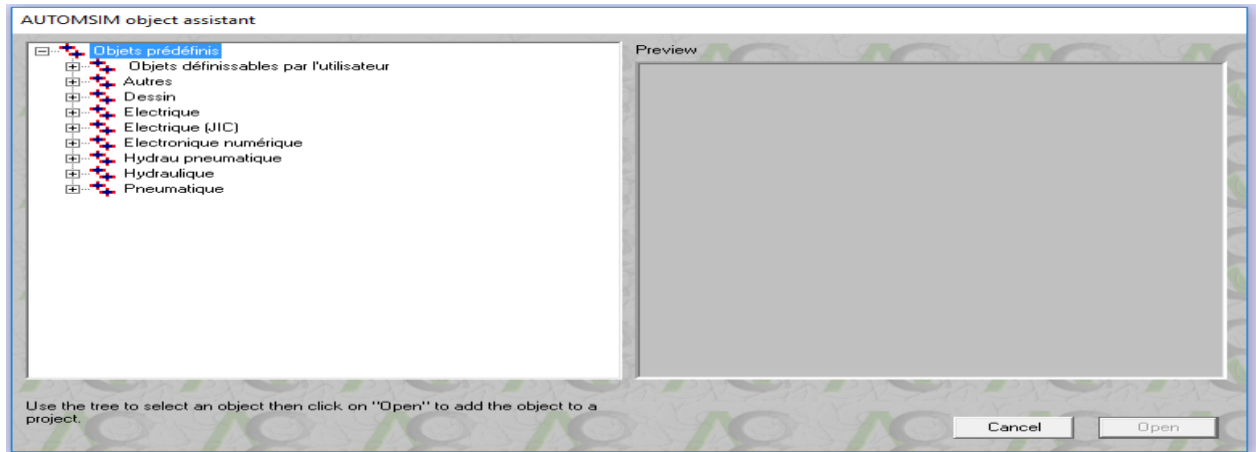 AUTOMSIM object assistant
Objets prédéfinis
Objets définissables par l'utilisateur
Autres
Dessin
Electrique
Electrique (JIC)
Electronique numérique
Hydrau pneumatique
Hydraulique
Pneumatique
Preview
Use the tree to select an object then click on "Open" to add the object to a
project.
Cancel
Open